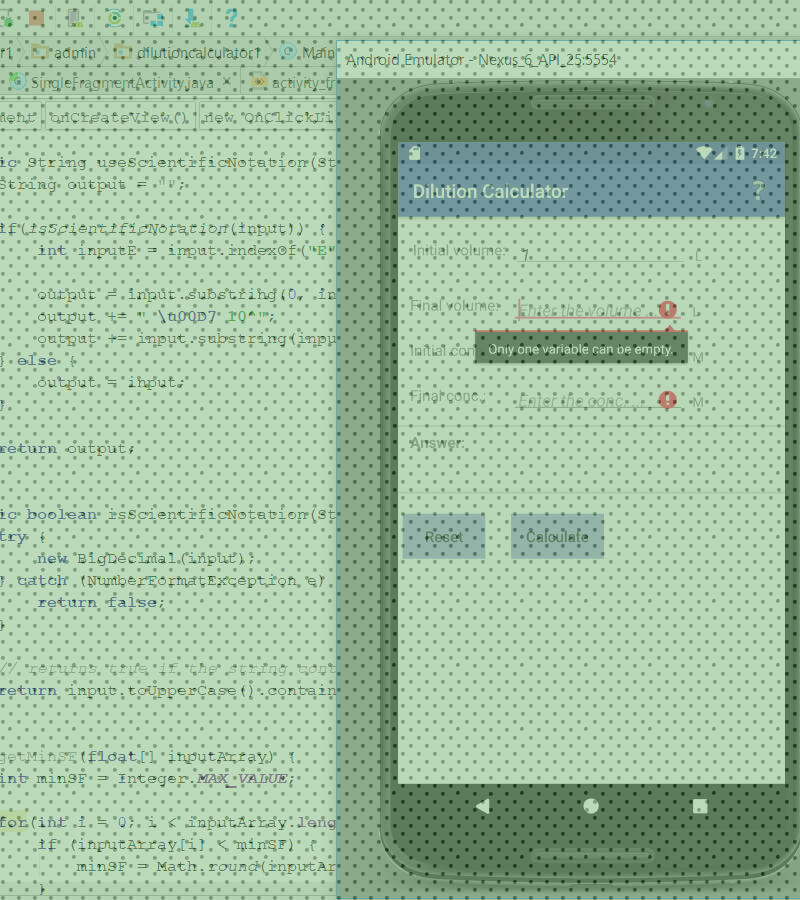 r1 admin dilutioncalculator1 Main
SingleFragmentActivity.java × activity_fr
ment onCreateView() new OnClickLi
ic String useScientificNotation(St
String output = "";
if(isScientificNotation(input)) {
int inputE = input.indexOf("E"
output = input.substring(0, in
output += " \u00D7 10^";
output += input.substring(inpu
} else {
output = input;
}
return output;
ic boolean isScientificNotation(St
try {
new BigDecimal(input);
} catch (NumberFormatException e)
return false;
}
// returns true if the string cont
return input.toUpperCase().contain
getMinSF(float[] inputArray) {
int minSF = Integer.MAX_VALUE;
for(int i = 0; i < inputArray.leng
if (inputArray[i] < minSF) {
minSF = Math.round(inputAr
}
Android Emulator - Nexus_6_API_25:5554
7:42
Dilution Calculator ?
Initial volume: 1 L
Final volume: Enter the volume L
Only one variable can be empty.
Initial con M
Final conc.: Enter the conc. M
Answer:
Reset Calculate